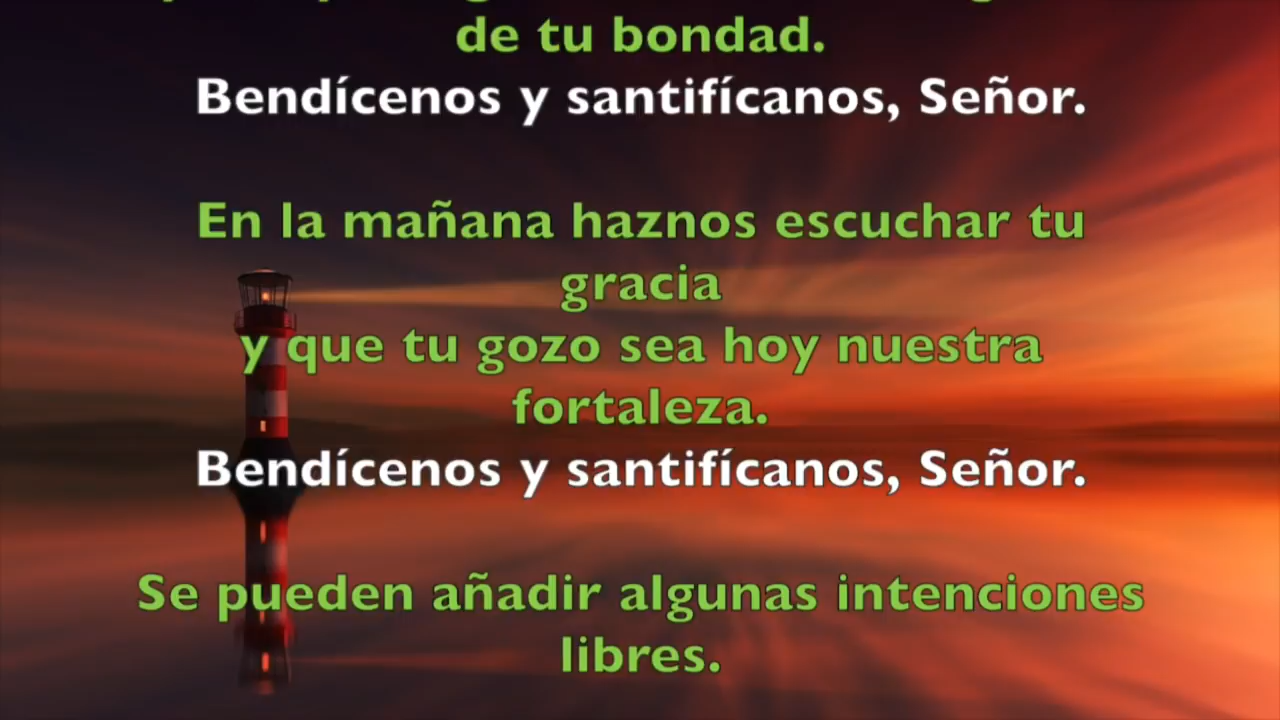 de tu bondad.
Bendícenos y santifícanos, Señor.
En la mañana haznos escuchar tu
gracia
y que tu gozo sea hoy nuestra
fortaleza.
Bendícenos y santifícanos, Señor.
Se pueden añadir algunas intenciones
libres.